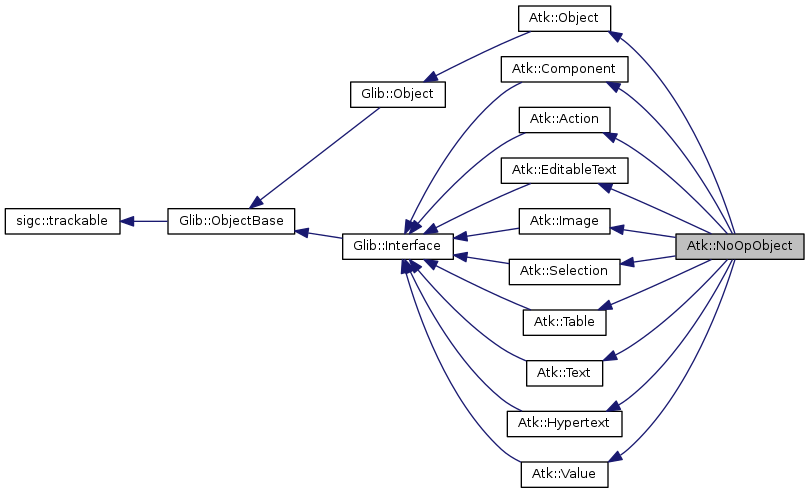 Atk::Object
Atk::Component
Glib::Object
Atk::Action
Atk::EditableText
sigc::trackable
Glib::ObjectBase
Atk::Image
Glib::Interface
Atk::NoOpObject
Atk::Selection
Atk::Table
Atk::Text
Atk::Hypertext
Atk::Value